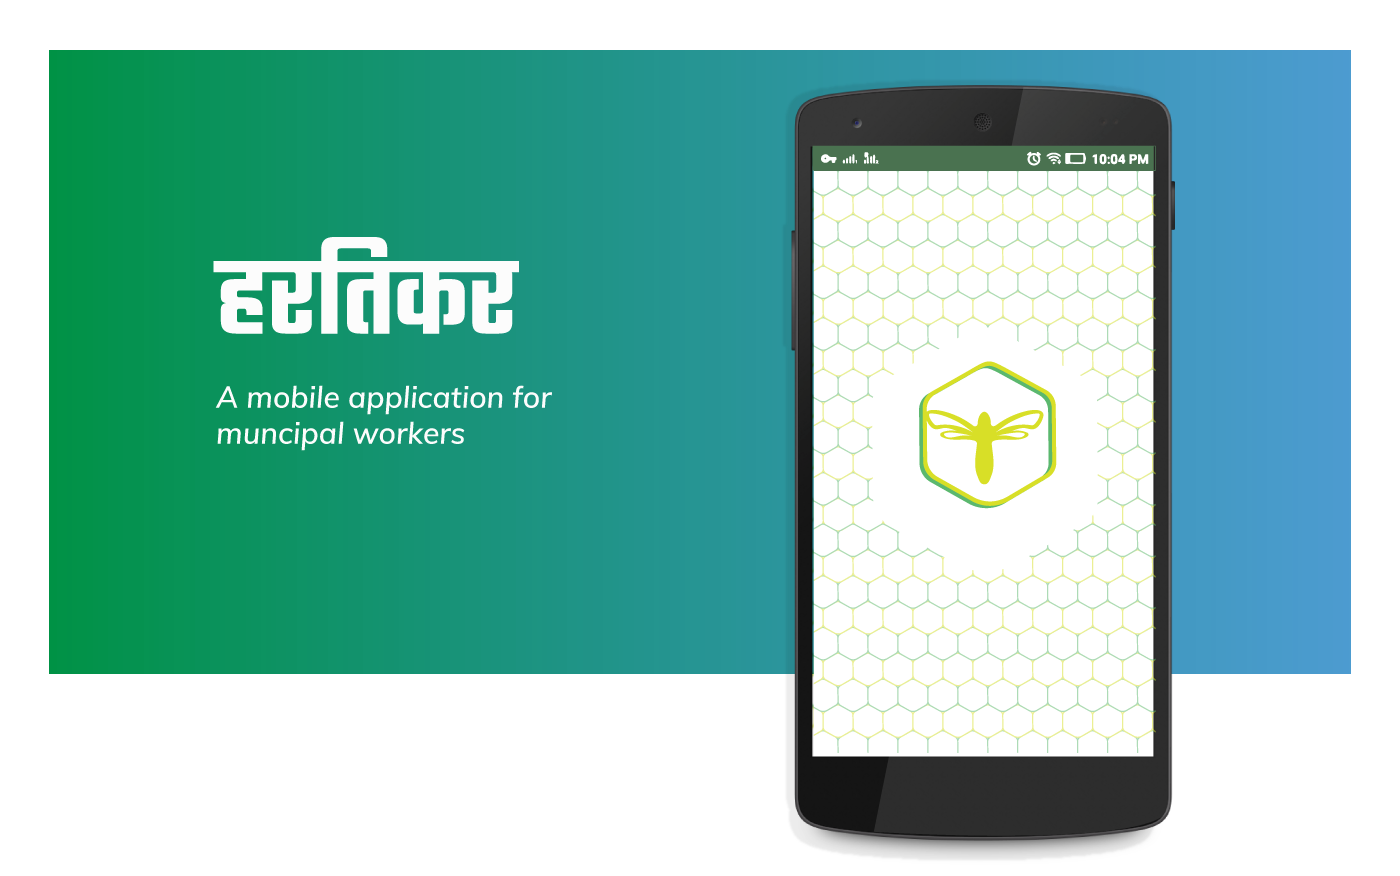 हरतिकर
A mobile application for
muncipal workers
10:04 PM